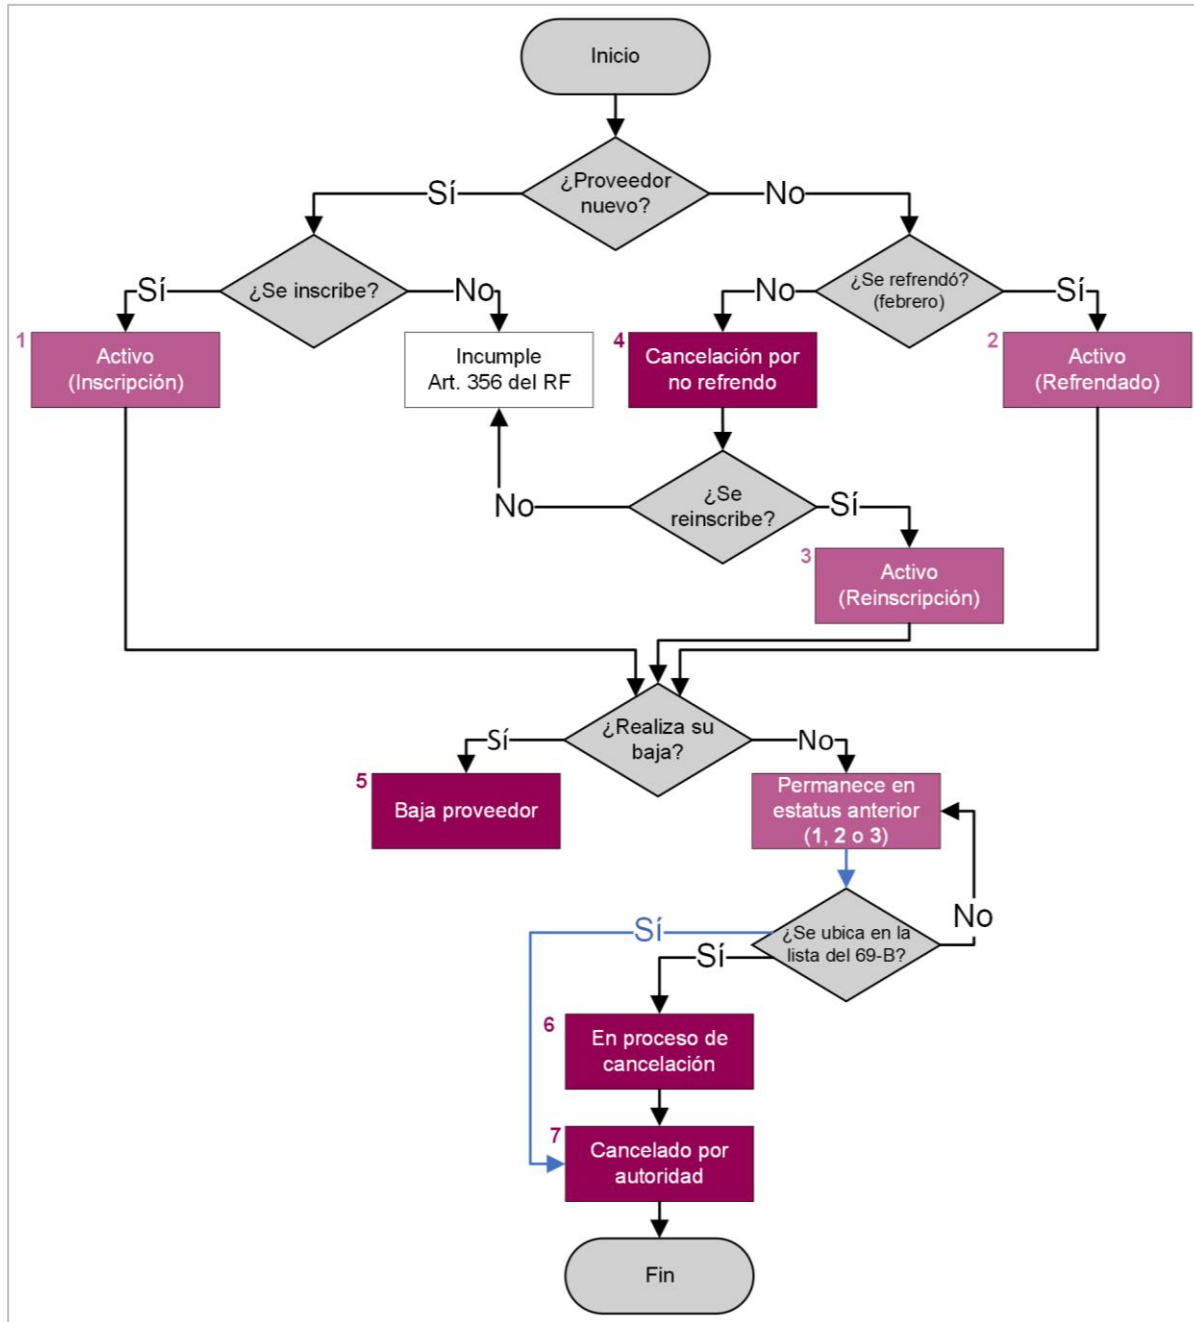 Inicio
¿Proveedor
nuevo?
Sí
No
¿Se inscribe?
¿Se refrendó?
(febrero)
Sí
No
No
Sí
1
Activo
(Inscripción)
Incumple
Art. 356 del RF
4
Cancelación por
no refrendo
2
Activo
(Refrendado)
¿Se
reinscribe?
No
Sí
3
Activo
(Reinscripción)
¿Realiza su
baja?
Sí
No
5
Baja proveedor
Permanece en
estatus anterior
(1, 2 o 3)
¿Se ubica en la
lista del 69-B?
No
Sí
Sí
6
En proceso de
cancelación
7
Cancelado por
autoridad
Fin